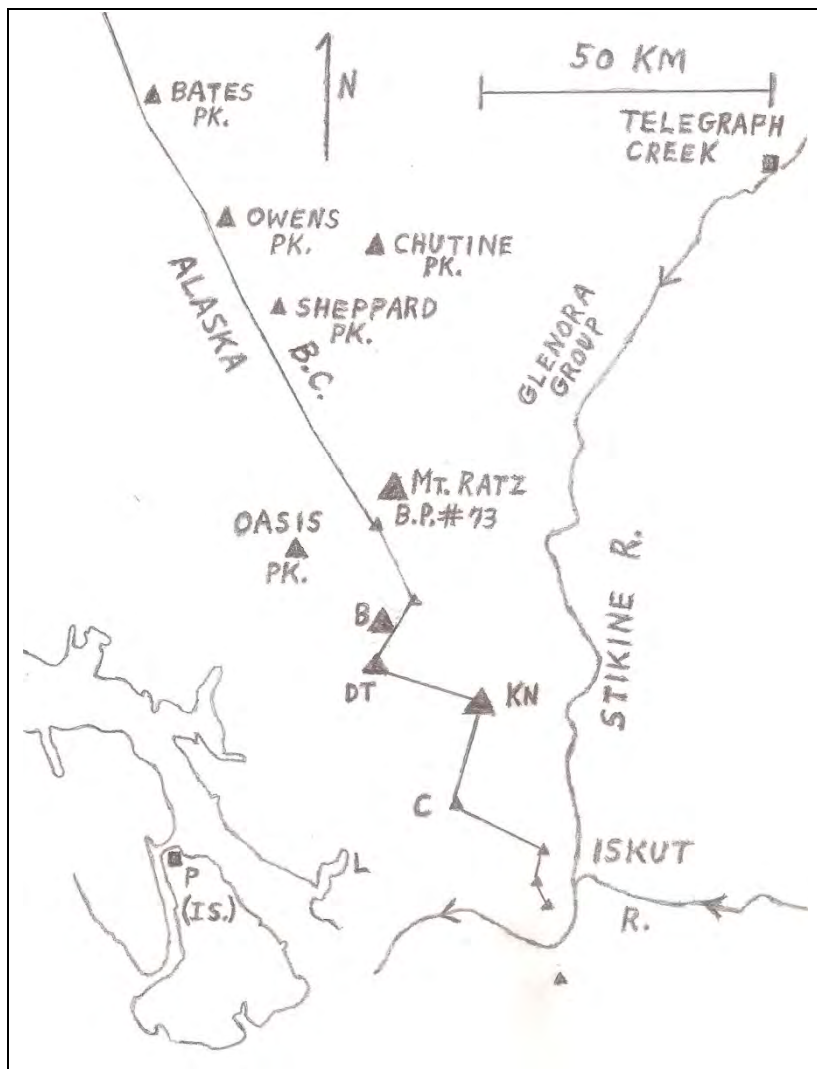 50 KM
N
BATES
PK.
TELEGRAPH
CREEK
OWENS
PK.
CHUTINE
PK.
ALASKA
SHEPPARD
PK.
B.C.
GLENORA
GROUP
MT. RATZ
B.P.#73
OASIS
PK.
STIKINE R.
B
DT
KN
C
ISKUT
R.
L
P
(IS.)